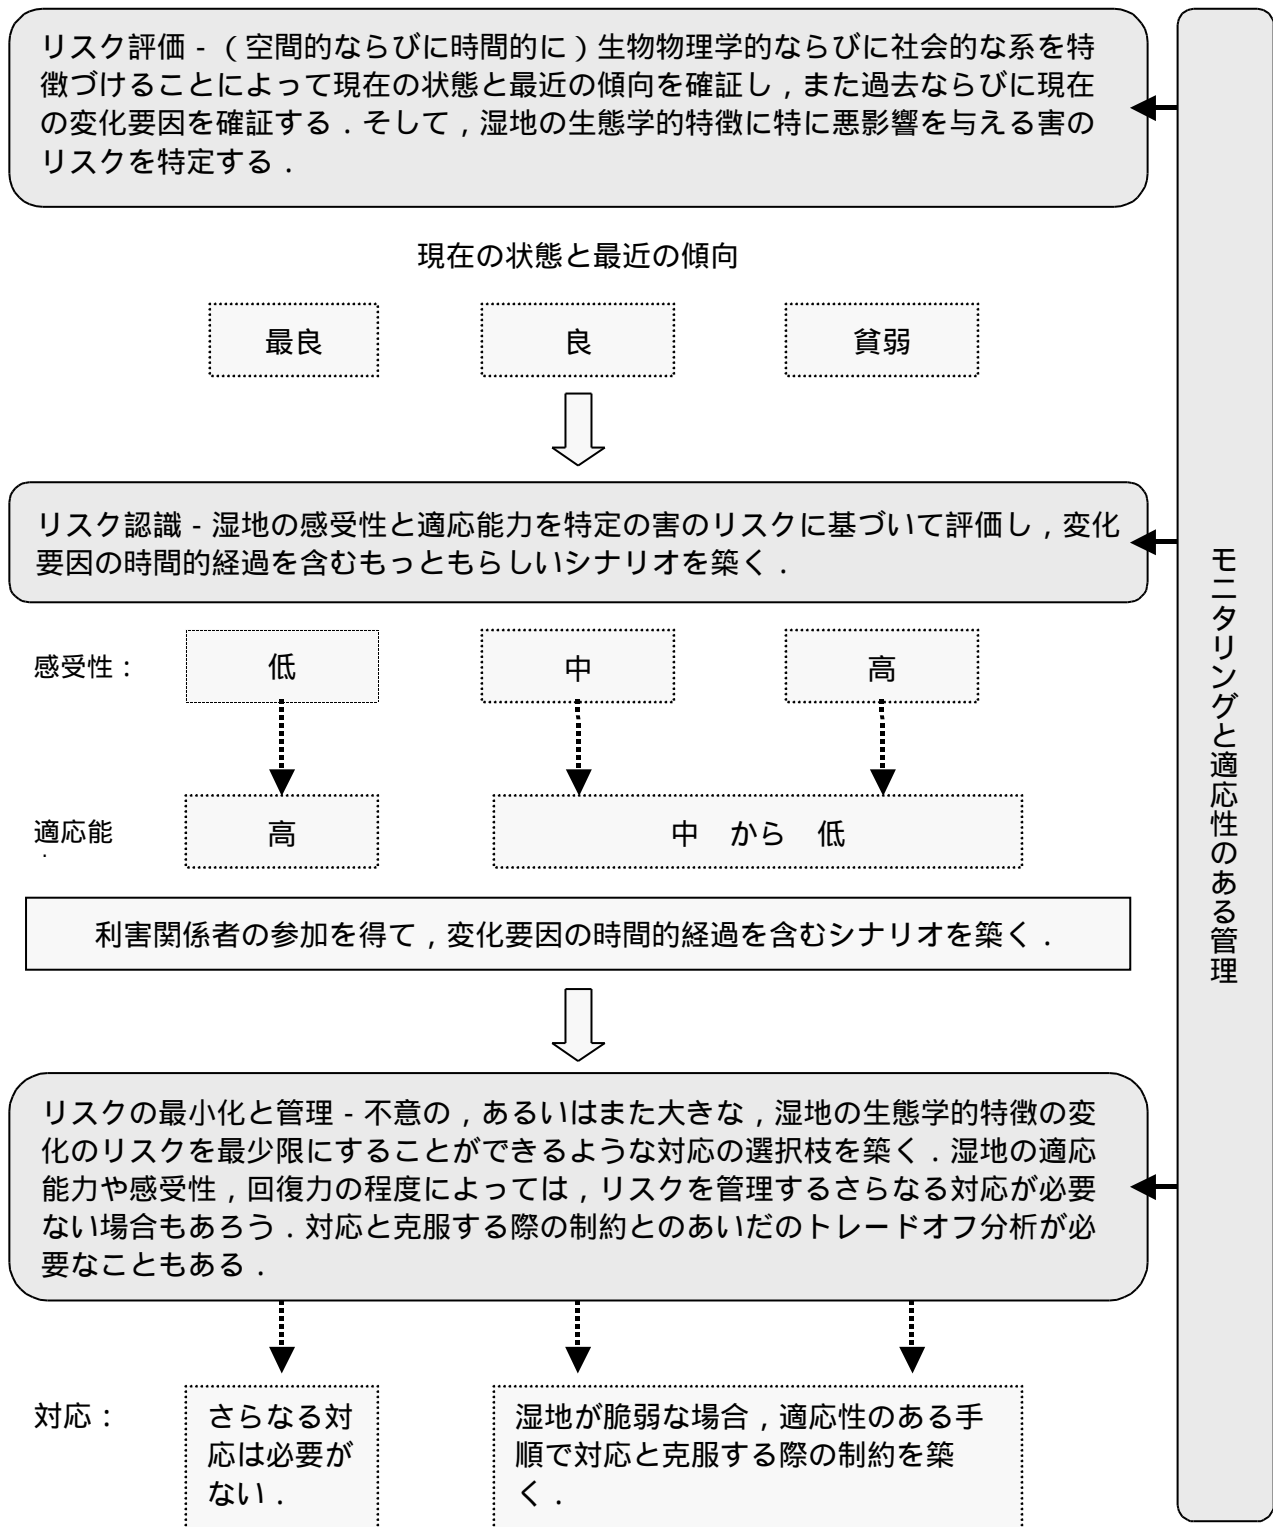 リスク評価 - （空間的ならびに時間的に）生物物理学的ならびに社会的な系を特
徴づけることによって現在の状態と最近の傾向を確証し，また過去ならびに現在
の変化要因を確証する．そして，湿地の生態学的特徴に特に悪影響を与える害の
リスクを特定する．
現在の状態と最近の傾向
最良
良
貧弱
リスク認識 - 湿地の感受性と適応能力を特定の害のリスクに基づいて評価し，変化
要因の時間的経過を含むもっともらしいシナリオを築く．
感受性：
低
中
高
適応能
高
中　から　低
利害関係者の参加を得て，変化要因の時間的経過を含むシナリオを築く．
リスクの最小化と管理 - 不意の，あるいはまた大きな，湿地の生態学的特徴の変
化のリスクを最少限にすることができるような対応の選択枝を築く．湿地の適応
能力や感受性，回復力の程度によっては，リスクを管理するさらなる対応が必要
ない場合もあろう．対応と克服する際の制約とのあいだのトレードオフ分析が必
要なこともある．
対応：
さらなる対
応は必要が
ない．
湿地が脆弱な場合，適応性のある手
順で対応と克服する際の制約を築
く．
モニタリングと適応性のある管理